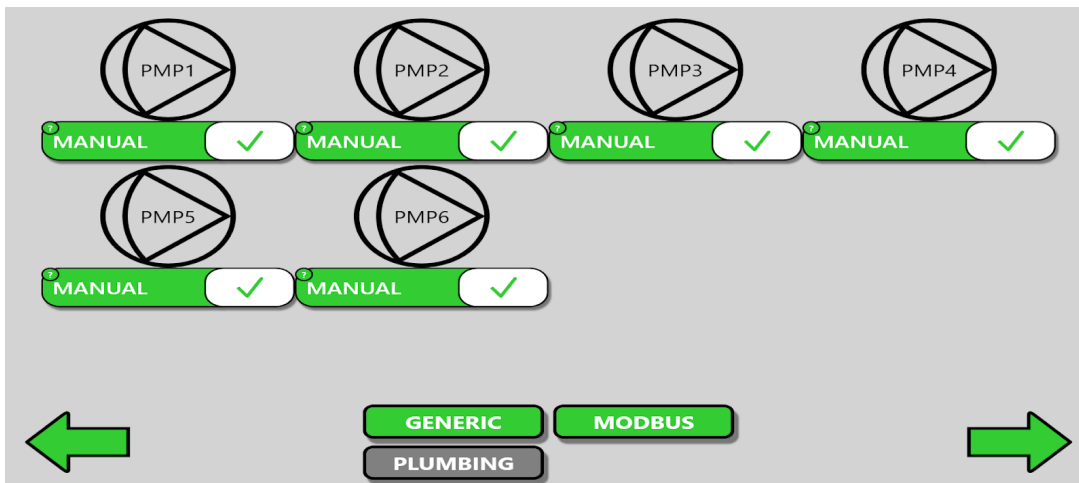 PMP1 PMP2 PMP3 PMP4
? MANUAL ? MANUAL ? MANUAL ? MANUAL
PMP5 PMP6
? MANUAL ? MANUAL
GENERIC MODBUS
PLUMBING